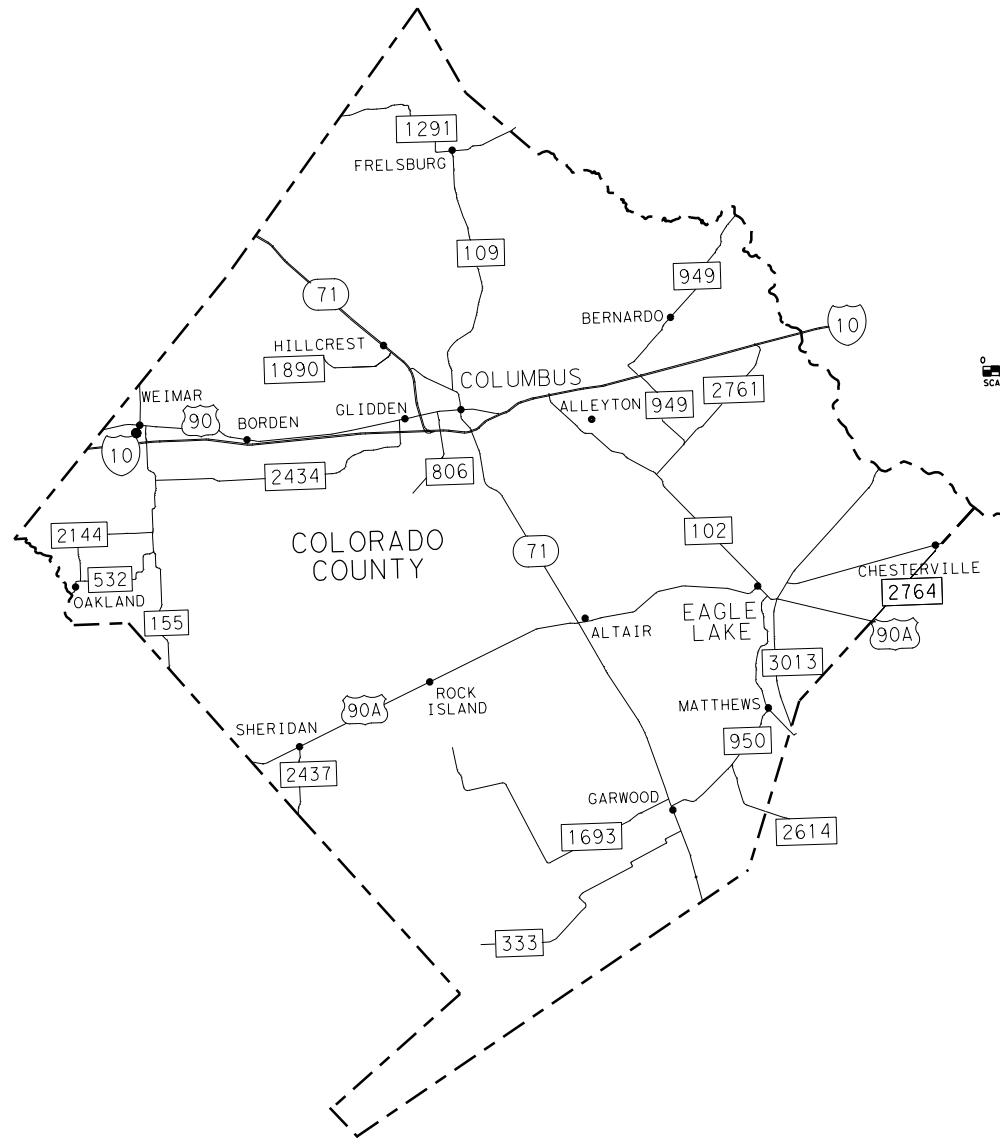 1291
FRELSBURG
109
71
949
BERNARDO
10
HILLCREST
1890
COLUMBUS
2761
0
SCA
WEIMAR
90
BORDEN
GLIDDEN
ALLEYTON
949
10
2434
806
2144
COLORADO
COUNTY
71
102
532
OAKLAND
CHESTERVILLE
2764
155
ALTAIR
EAGLE
LAKE
90A
3013
ROCK
ISLAND
90A
MATTHEWS
SHERIDAN
950
2437
GARWOOD
1693
2614
333